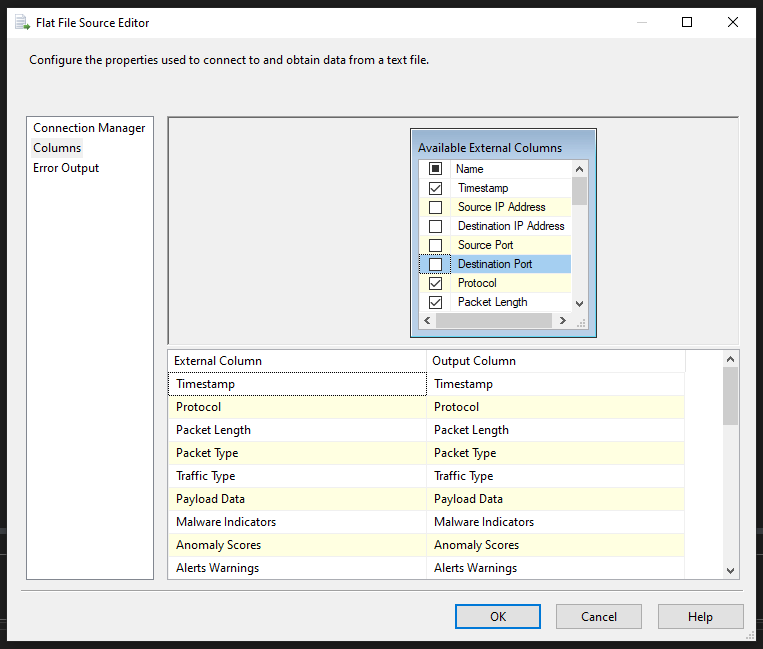 Flat File Source Editor
Configure the properties used to connect to and obtain data from a text file.
Connection Manager
Columns
Error Output
Available External Columns
Name
Timestamp
Source IP Address
Destination IP Address
Source Port
Destination Port
Protocol
Packet Length
External Column Output Column
Timestamp Timestamp
Protocol Protocol
Packet Length Packet Length
Packet Type Packet Type
Traffic Type Traffic Type
Payload Data Payload Data
Malware Indicators Malware Indicators
Anomaly Scores Anomaly Scores
Alerts Warnings Alerts Warnings
OK Cancel Help